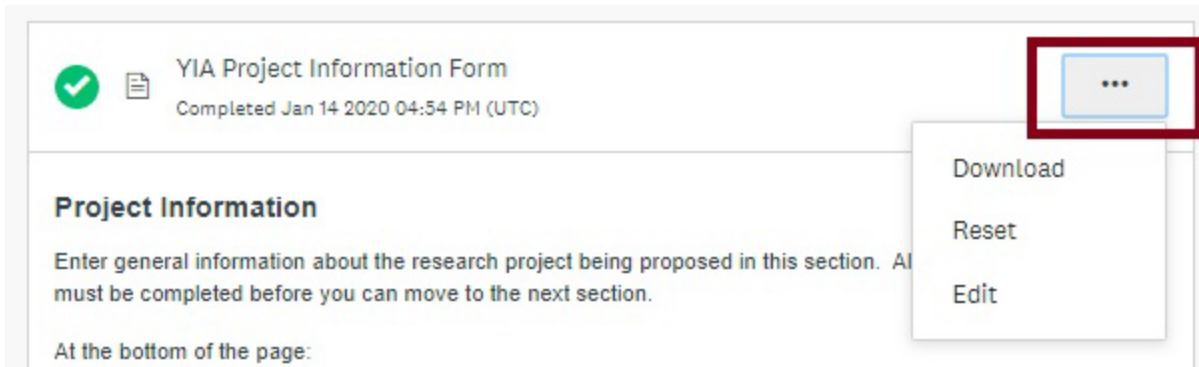 YIA Project Information Form
Completed Jan 14 2020 04:54 PM (UTC)
...
Download
Reset
Edit
Project Information
Enter general information about the research project being proposed in this section.
must be completed before you can move to the next section.
At the bottom of the page: